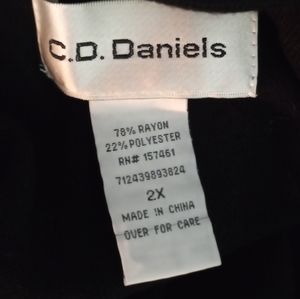 C.D. Daniels
78% RAYON
22% POLYESTER
RN# 157461
712439893824
2X
MADE IN CHINA
OVER FOR CARE